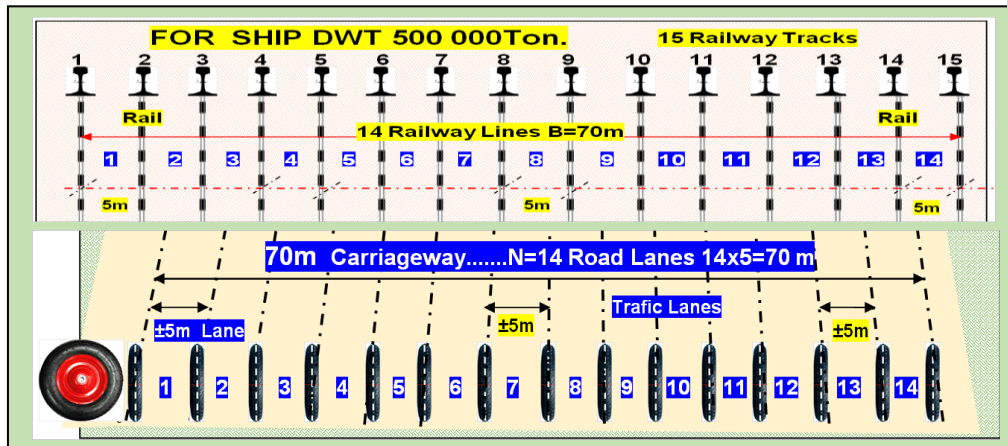 FOR SHIP DWT 500 000Ton. 15 Railway Tracks
1 2 3 4 5 6 7 8 9 10 11 12 13 14 15
Rail Rail
14 Railway Lines B=70m
1 2 3 4 5 6 7 8 9 10 11 12 13 14
5m 5m
70m Carriageway.......N=14 Road Lanes 14x5=70 m
±5m Lane ±5m Trafic Lanes ±5m
1 2 3 4 5 6 7 8 9 10 11 12 13 14